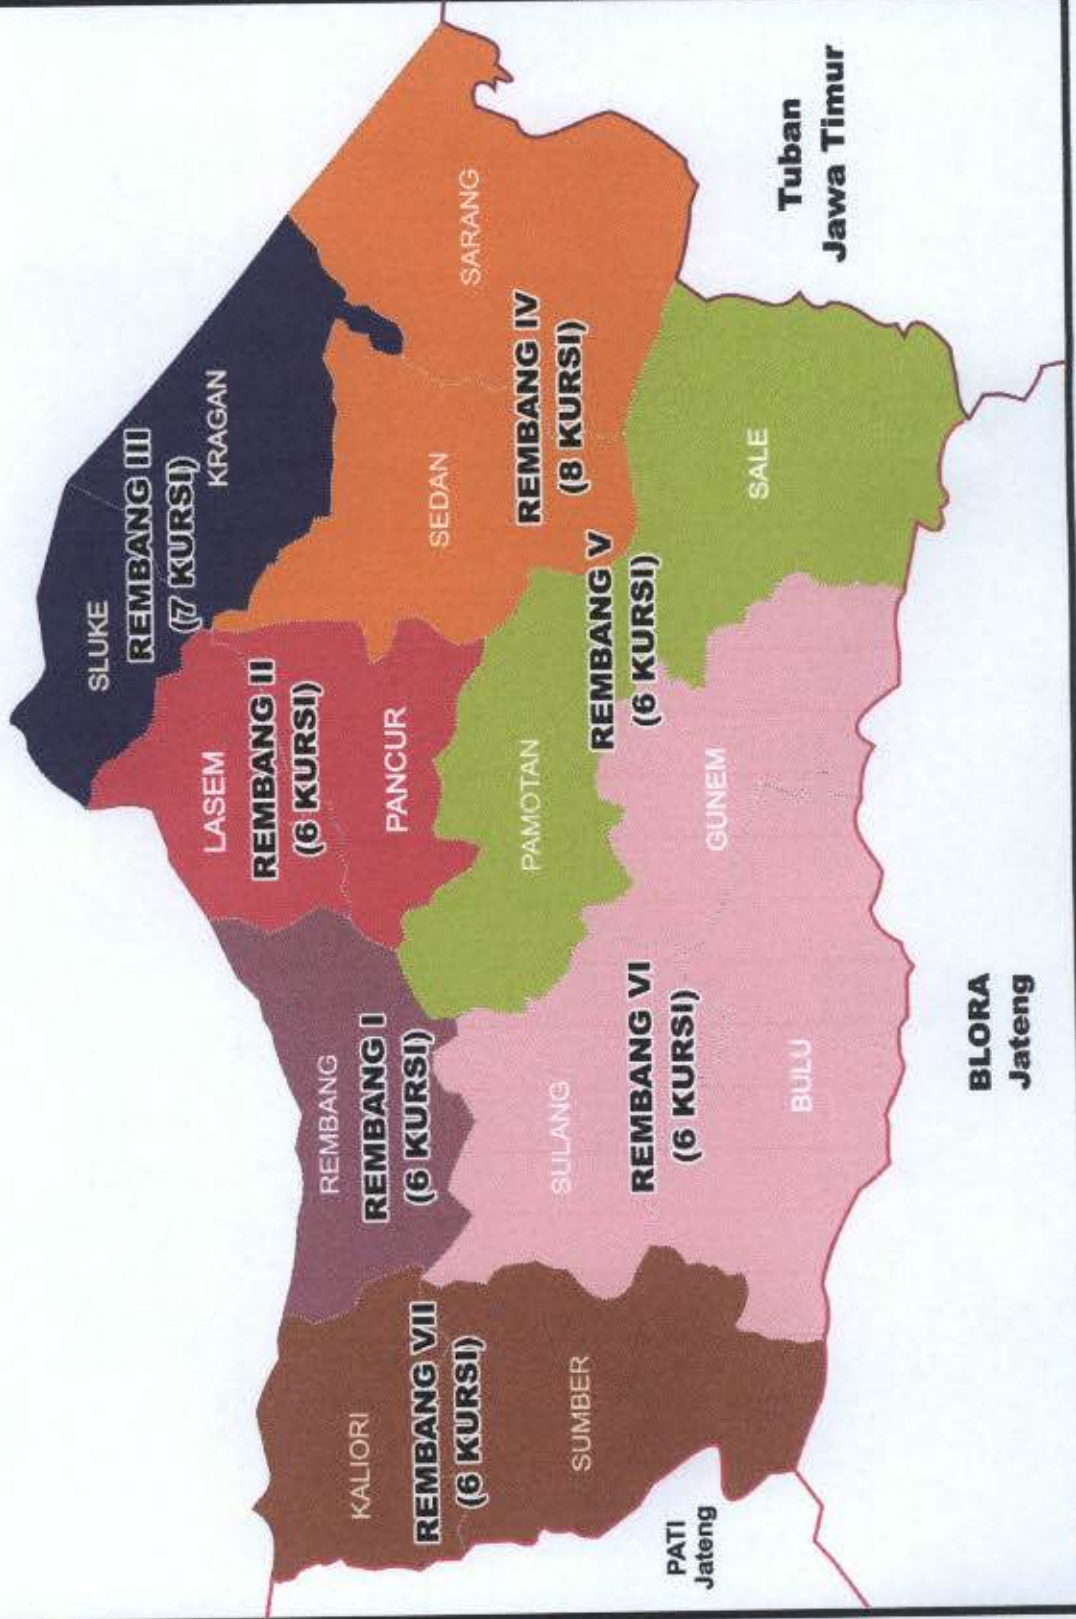 SLUKE
REMBANG III
(7 KURSI)
KRAGAN
LASEM
REMBANG II
(6 KURSI)
PANCUR
SARANG
SEDAN
REMBANG IV
(8 KURSI)
REMBANG
REMBANG I
(6 KURSI)
PAMOTAN
REMBANG V
(6 KURSI)
SALE
KALIORI
REMBANG VII
(6 KURSI)
SUMBER
SULANG
REMBANG VI
(6 KURSI)
GUNEM
BULU
Tuban
Jawa Timur
PATI
Jateng
BLORA
Jateng